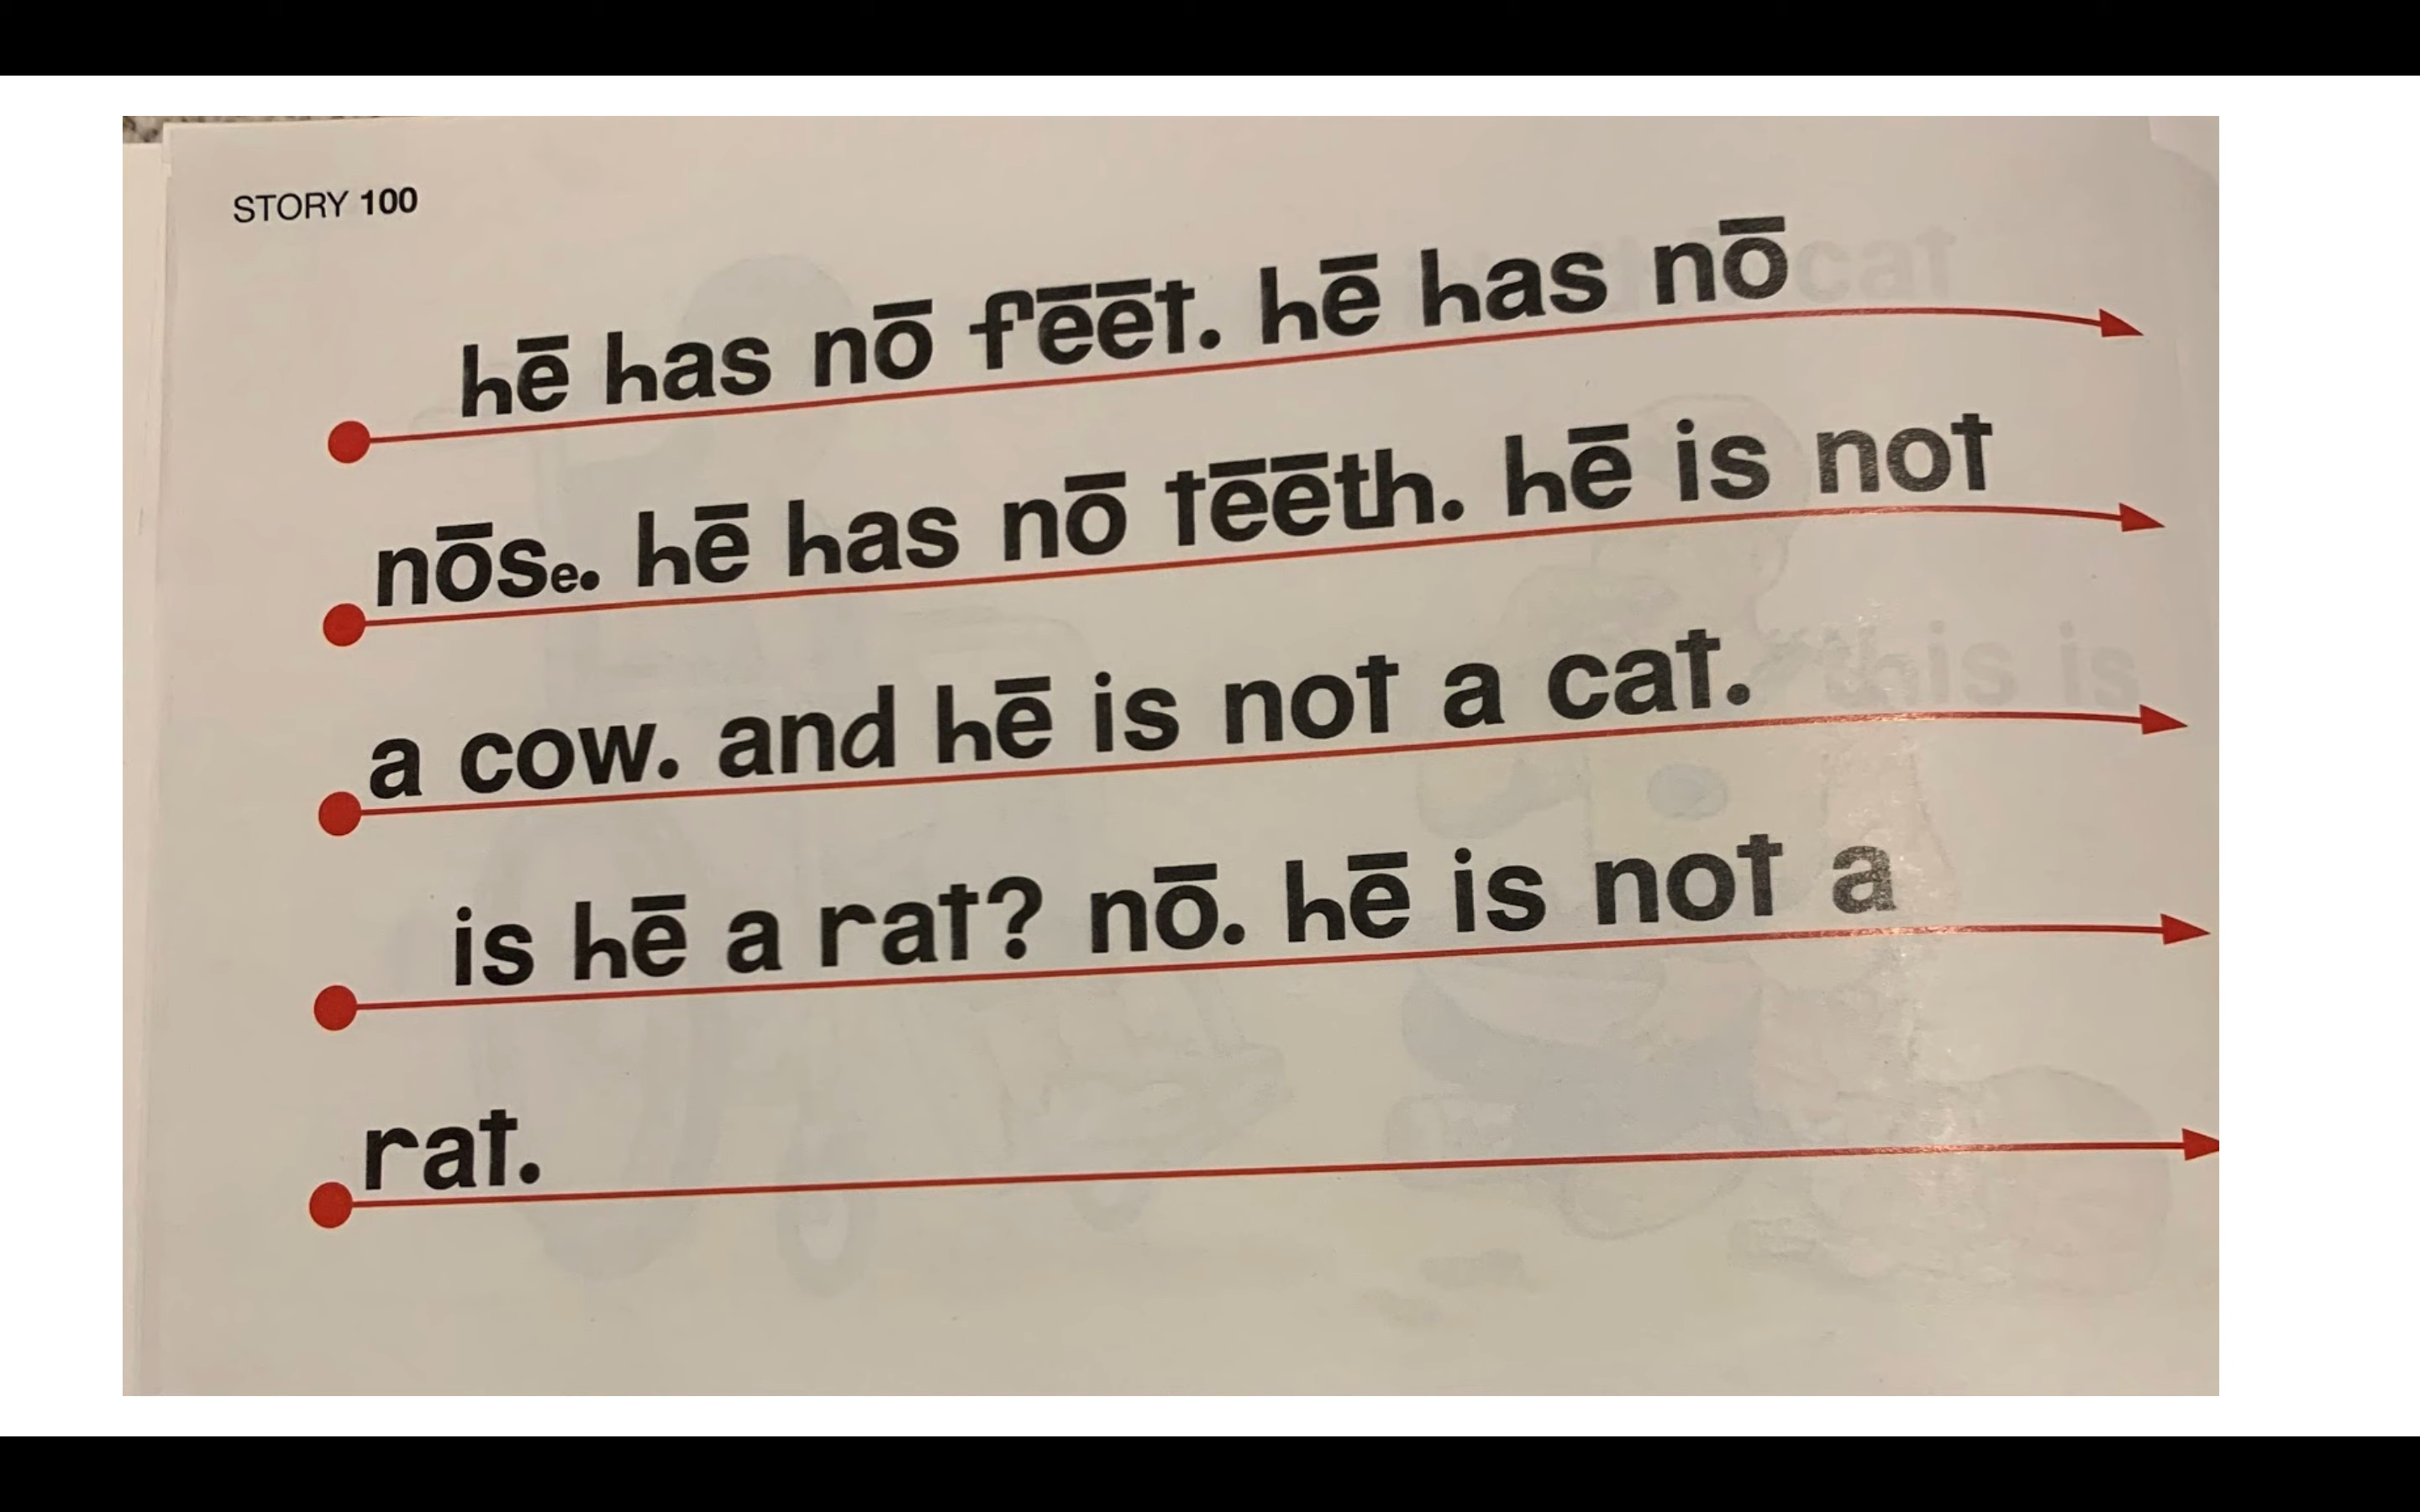 STORY 100
hē has nō fēēt. hē has nō
nōse. hē has nō tēēth. hē is not
a cow. and hē is not a cat.
is hē a rat? nō. hē is not a
rat.